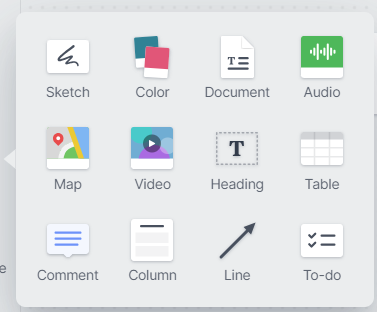 Sketch Color Document Audio
Map Video Heading Table
Comment Column Line To-do